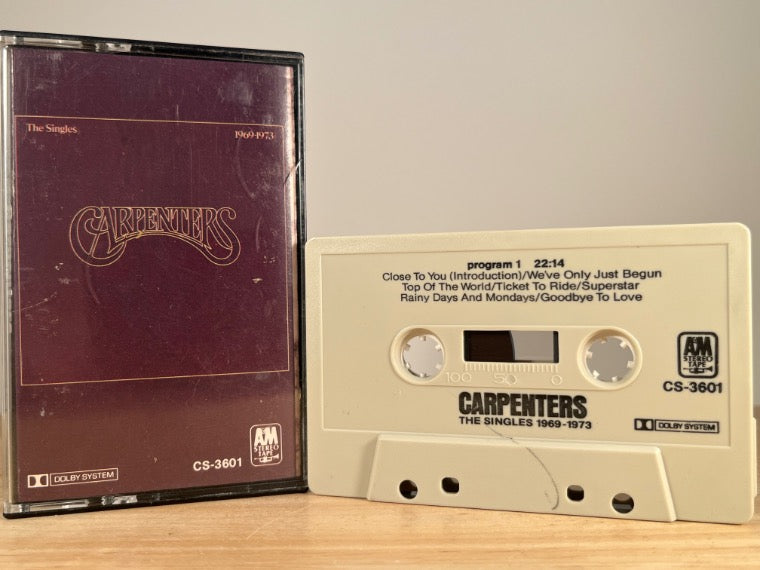 The Singles 1969-1973
CARPENTERS
A&M
STEREO
TAPE
CS-3601
DOLBY SYSTEM
program 1 22:14
Close To You (Introduction)/We've Only Just Begun
Top Of The World/Ticket To Ride/Superstar
Rainy Days And Mondays/Goodbye To Love
100 50 0
A&M
STEREO
TAPE
CS-3601
CARPENTERS
THE SINGLES 1969-1973
DOLBY SYSTEM